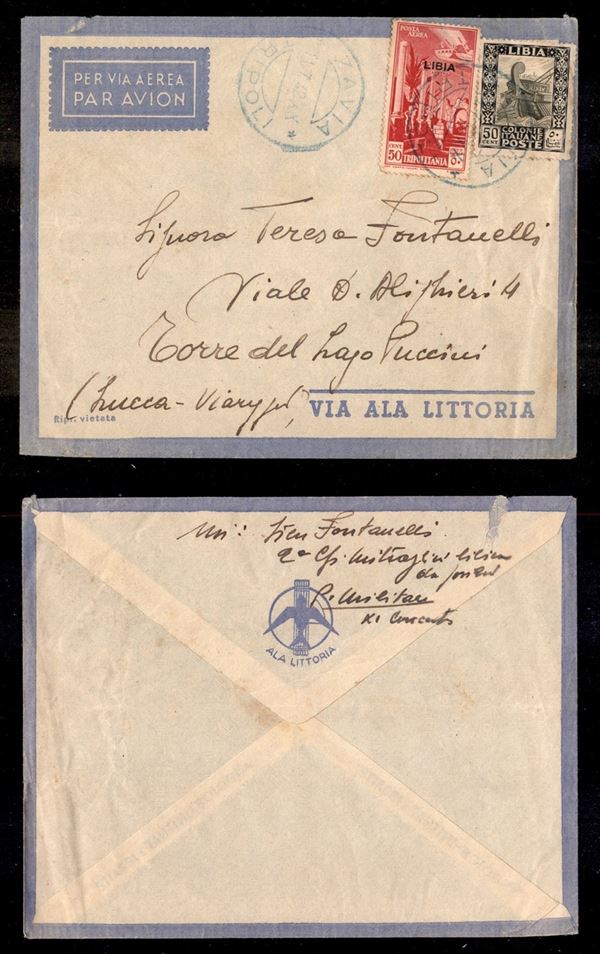 PER VIA AEREA
PAR AVION
ZAVIA
TRIPOLI
POSTA AEREA
LIBIA
CENT 50
TRIPOLITANIA
LIBIA
50 CENT
COLONIE ITALIANE
POSTE
Signora Teresa Fontanelli
Viale D. Alighieri 4
Torre del Lago Puccini
(Lucca - Viareggio)
Ripr. vietata
VIA ALA LITTORIA
Fontanelli
2ª
P. Militare
ALA LITTORIA